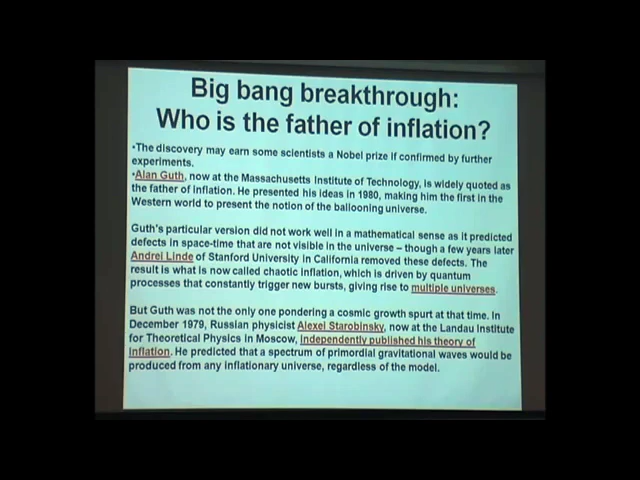 Big bang breakthrough:
Who is the father of inflation?
•The discovery may earn some scientists a Nobel prize if confirmed by further
experiments.
•Alan Guth, now at the Massachusetts Institute of Technology, is widely quoted as
the father of inflation. He presented his ideas in 1980, making him the first in the
Western world to present the notion of the ballooning universe.
Guth's particular version did not work well in a mathematical sense as it predicted
defects in space-time that are not visible in the universe – though a few years later
Andrei Linde of Stanford University in California removed these defects. The
result is what is now called chaotic inflation, which is driven by quantum
processes that constantly trigger new bursts, giving rise to multiple universes.
But Guth was not the only one pondering a cosmic growth spurt at that time. In
December 1979, Russian physicist Alexei Starobinsky, now at the Landau Institute
for Theoretical Physics in Moscow, independently published his theory of
inflation. He predicted that a spectrum of primordial gravitational waves would be
produced from any inflationary universe, regardless of the model.